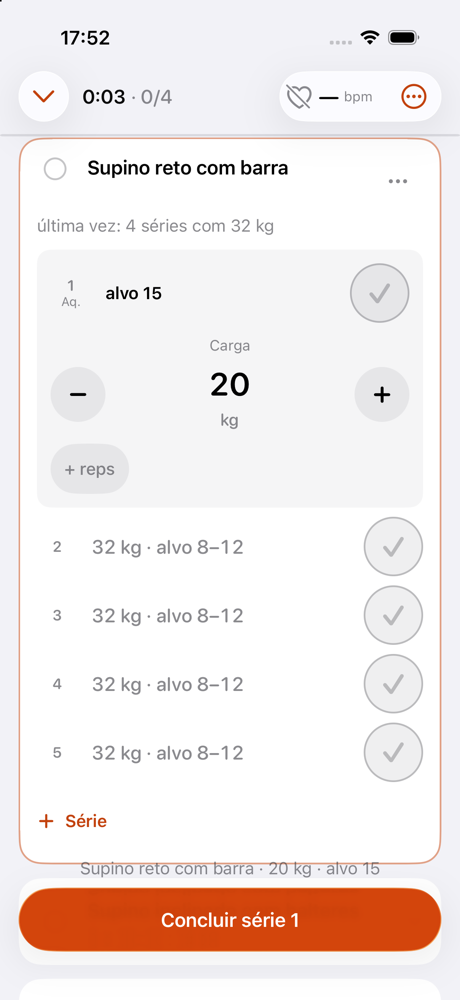 17:52
0:03 · 0/4
— bpm
Supino reto com barra
última vez: 4 séries com 32 kg
1
Aq.
alvo 15
Carga
− 20 +
kg
+ reps
2 32 kg · alvo 8–12
3 32 kg · alvo 8–12
4 32 kg · alvo 8–12
5 32 kg · alvo 8–12
+ Série
Supino reto com barra · 20 kg · alvo 15
Concluir série 1